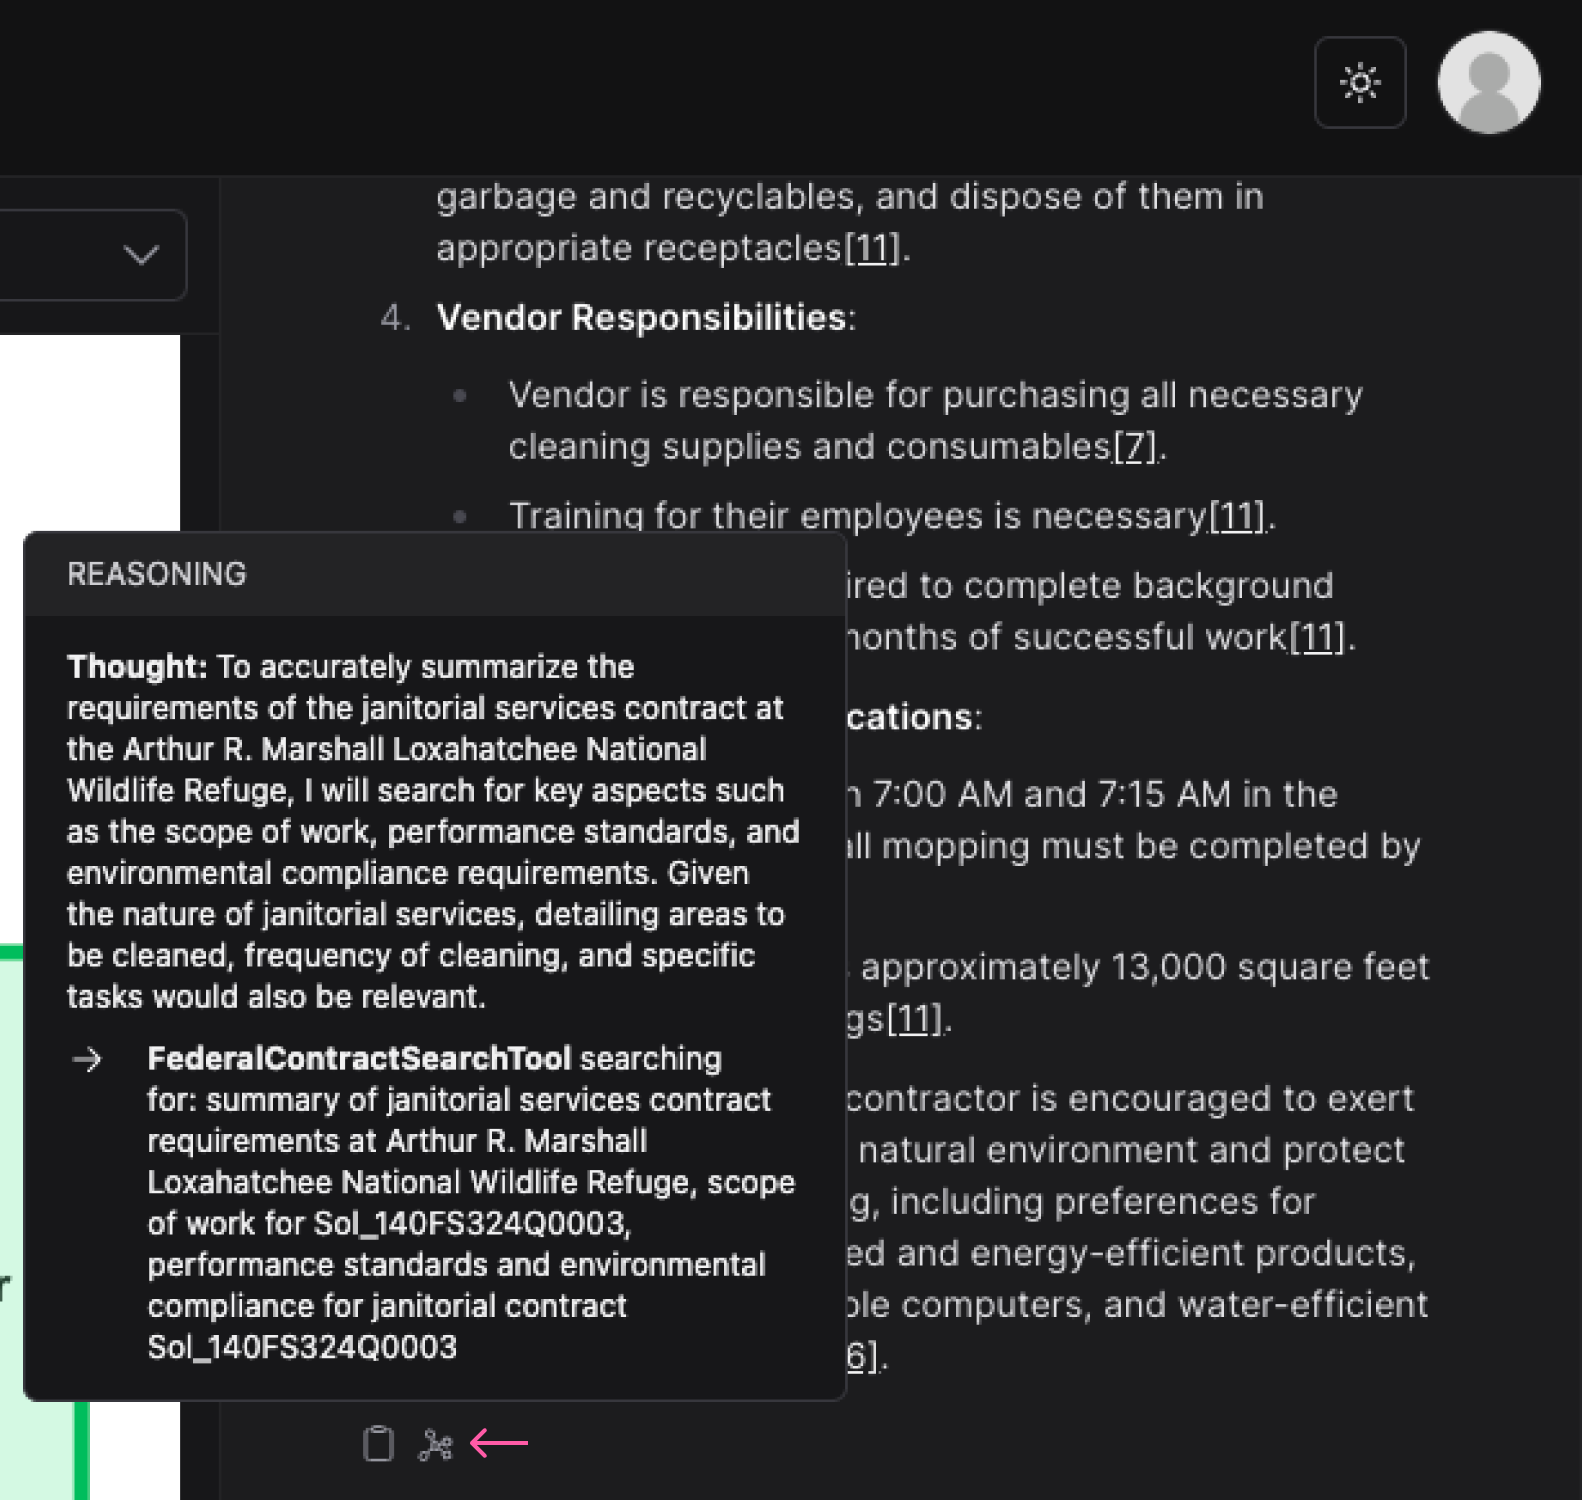 garbage and recyclables, and dispose of them in
appropriate receptacles[11].
4. Vendor Responsibilities:
Vendor is responsible for purchasing all necessary
cleaning supplies and consumables[7].
Training for their employees is necessary[11].
ired to complete background
months of successful work[11].
cations:
n 7:00 AM and 7:15 AM in the
all mopping must be completed by
approximately 13,000 square feet
gs[11].
contractor is encouraged to exert
natural environment and protect
g, including preferences for
ed and energy-efficient products,
ble computers, and water-efficient
6].
REASONING
Thought: To accurately summarize the
requirements of the janitorial services contract at
the Arthur R. Marshall Loxahatchee National
Wildlife Refuge, I will search for key aspects such
as the scope of work, performance standards, and
environmental compliance requirements. Given
the nature of janitorial services, detailing areas to
be cleaned, frequency of cleaning, and specific
tasks would also be relevant.
→ FederalContractSearchTool searching
for: summary of janitorial services contract
requirements at Arthur R. Marshall
Loxahatchee National Wildlife Refuge, scope
of work for Sol_140FS324Q0003,
performance standards and environmental
compliance for janitorial contract
Sol_140FS324Q0003
r